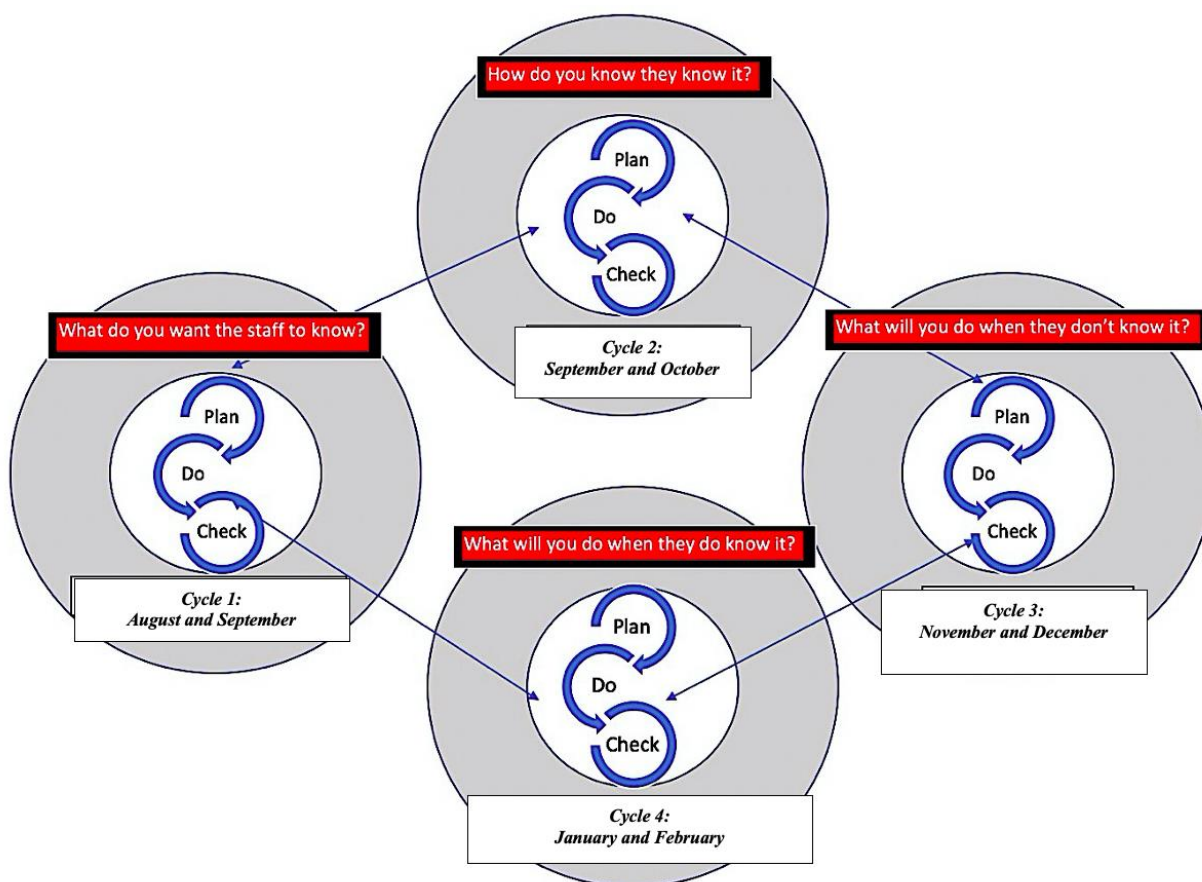 How do you know they know it?
Plan
Do
Check
Cycle 2:
September and October
What do you want the staff to know?
Plan
Do
Check
Cycle 1:
August and September
What will you do when they don’t know it?
Plan
Do
Check
Cycle 3:
November and December
What will you do when they do know it?
Plan
Do
Check
Cycle 4:
January and February